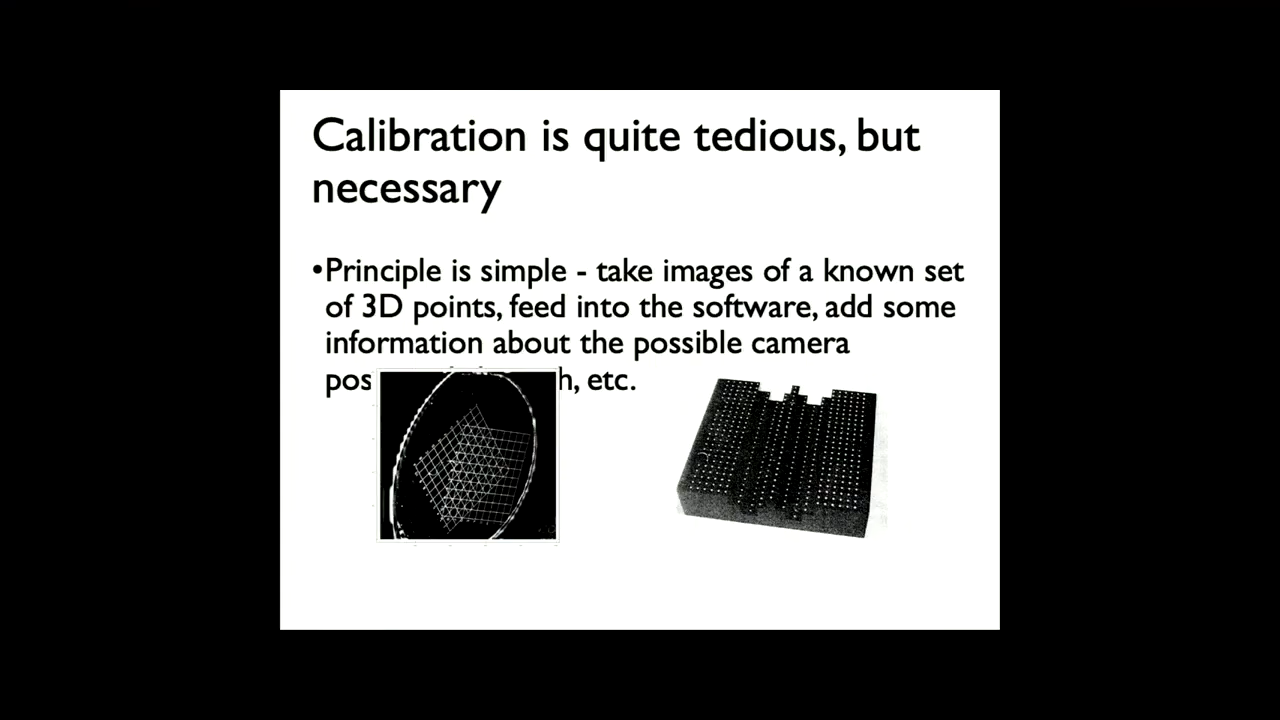 Calibration is quite tedious, but
necessary
•Principle is simple - take images of a known set
of 3D points, feed into the software, add some
information about the possible camera
etc.